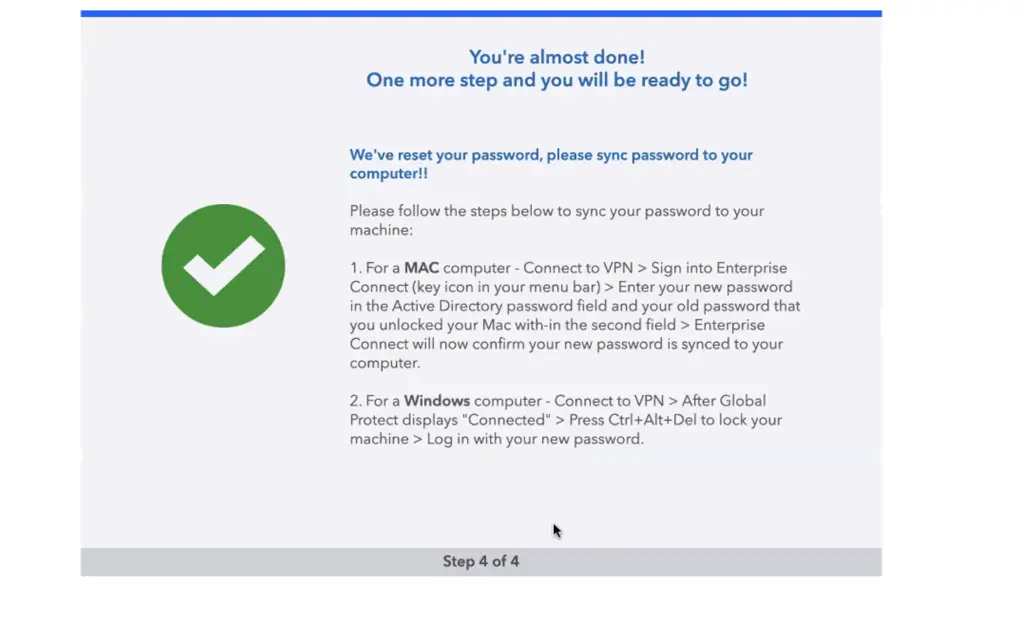 You're almost done!
One more step and you will be ready to go!
We've reset your password, please sync password to your
computer!!
Please follow the steps below to sync your password to your
machine:
1. For a MAC computer - Connect to VPN > Sign into Enterprise
Connect (key icon in your menu bar) > Enter your new password
in the Active Directory password field and your old password that
you unlocked your Mac with-in the second field > Enterprise
Connect will now confirm your new password is synced to your
computer.
2. For a Windows computer - Connect to VPN > After Global
Protect displays "Connected" > Press Ctrl+Alt+Del to lock your
machine > Log in with your new password.
Step 4 of 4